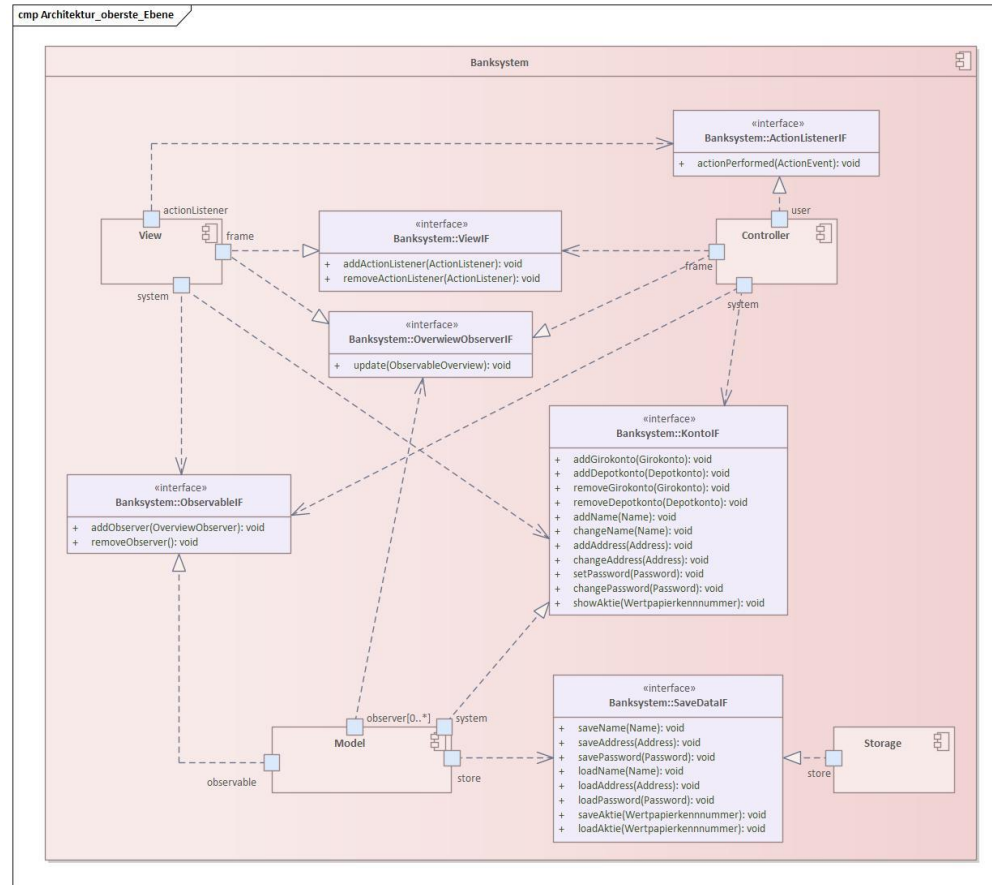 cmp Architektur_oberste_Ebene
Banksystem
«interface»
Banksystem::ActionListenerIF
+ actionPerformed(ActionEvent): void
actionListener
user
View
frame
«interface»
Banksystem::ViewIF
+ addActionListener(ActionListener): void
+ removeActionListener(ActionListener): void
Controller
frame
system
system
«interface»
Banksystem::OverwiewObserverIF
+ update(ObservableOverview): void
«interface»
Banksystem::KontoIF
+ addGirokonto(Girokonto): void
+ addDepotkonto(Depotkonto): void
+ removeGirokonto(Girokonto): void
+ removeDepotkonto(Depotkonto): void
+ addName(Name): void
+ changeName(Name): void
+ addAddress(Address): void
+ changeAddress(Address): void
+ setPassword(Password): void
+ changePassword(Password): void
+ showAktie(Wertpapierkennnummer): void
«interface»
Banksystem::ObservableIF
+ addObserver(OverviewObserver): void
+ removeObserver(): void
observer[0..*]
system
Model
observable
store
«interface»
Banksystem::SaveDataIF
+ saveName(Name): void
+ saveAddress(Address): void
+ savePassword(Password): void
+ loadName(Name): void
+ loadAddress(Address): void
+ loadPassword(Password): void
+ saveAktie(Wertpapierkennnummer): void
+ loadAktie(Wertpapierkennnummer): void
Storage
store